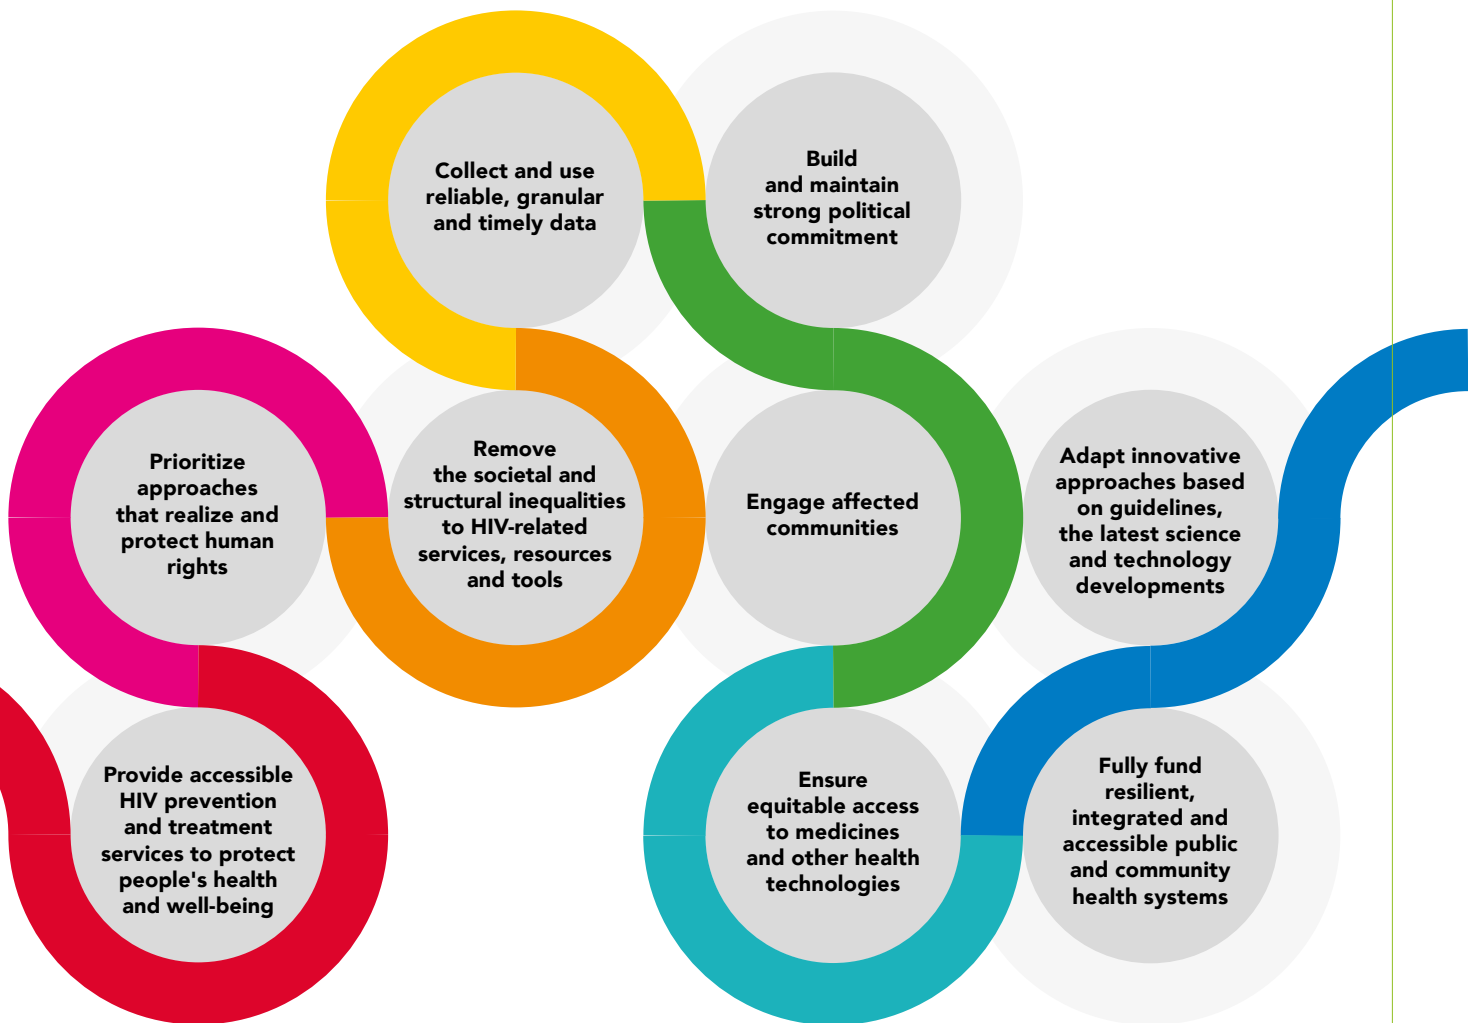 Collect and use
reliable, granular
and timely data
Build
and maintain
strong political
commitment
Prioritize
approaches
that realize and
protect human
rights
Remove
the societal and
structural inequalities
to HIV-related
services, resources
and tools
Engage affected
communities
Adapt innovative
approaches based
on guidelines,
the latest science
and technology
developments
Provide accessible
HIV prevention
and treatment
services to protect
people's health
and well-being
Ensure
equitable access
to medicines
and other health
technologies
Fully fund
resilient,
integrated and
accessible public
and community
health systems